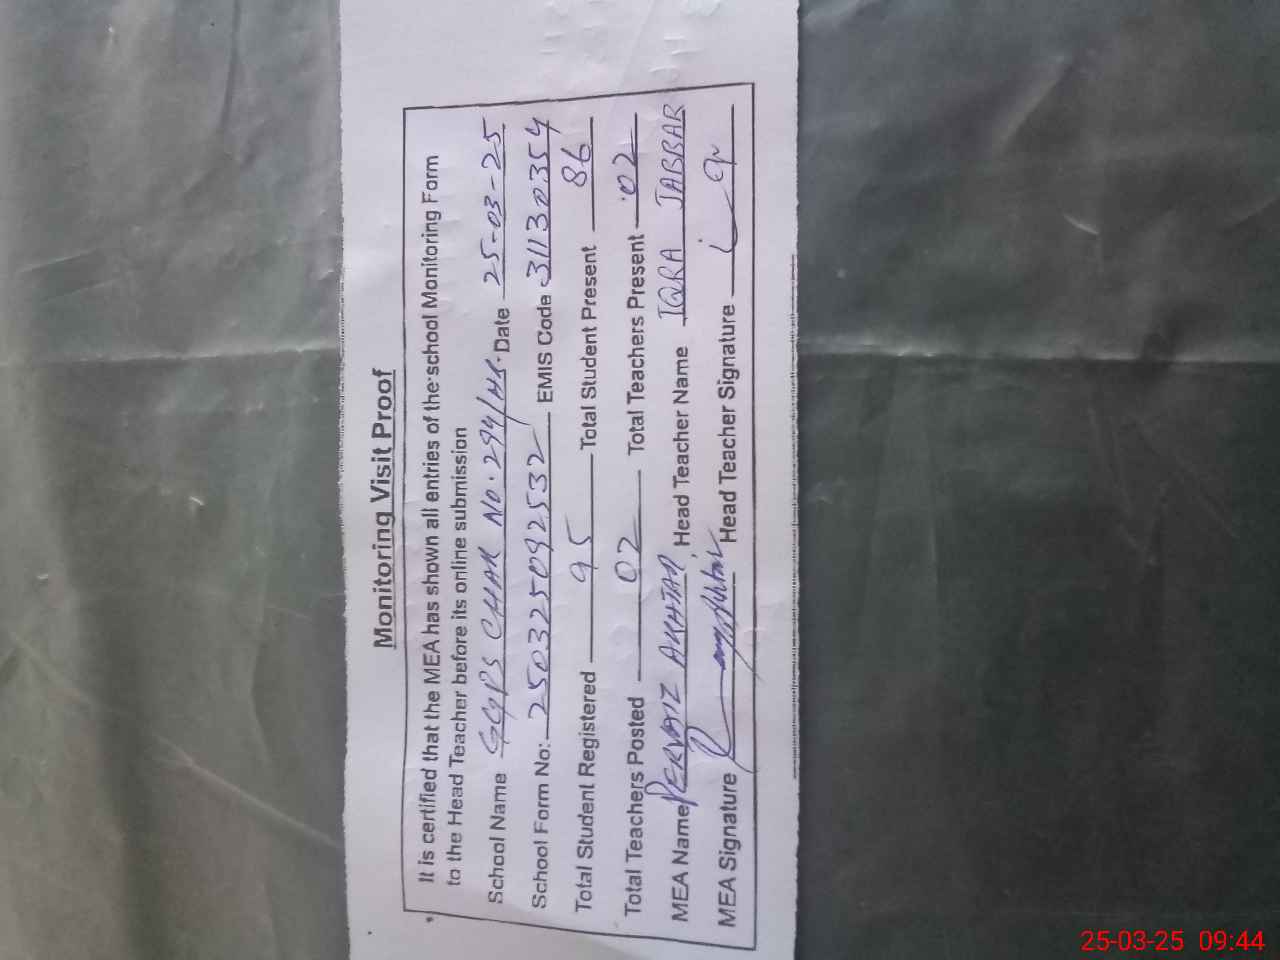 Monitoring Visit Proof
It is certified that the MEA has shown all entries of the school Monitoring Form
to the Head Teacher before its online submission
School Name GGPS CHAK NO. 294/HR. Date 25-03-25
School Form No: 250325092532 EMIS Code 31130354
Total Student Registered 95 Total Student Present 86
Total Teachers Posted 02 Total Teachers Present 02
MEA Name PERVAIZ AKHTAR Head Teacher Name IQRA JABBAR
MEA Signature Head Teacher Signature
25-03-25 09:44